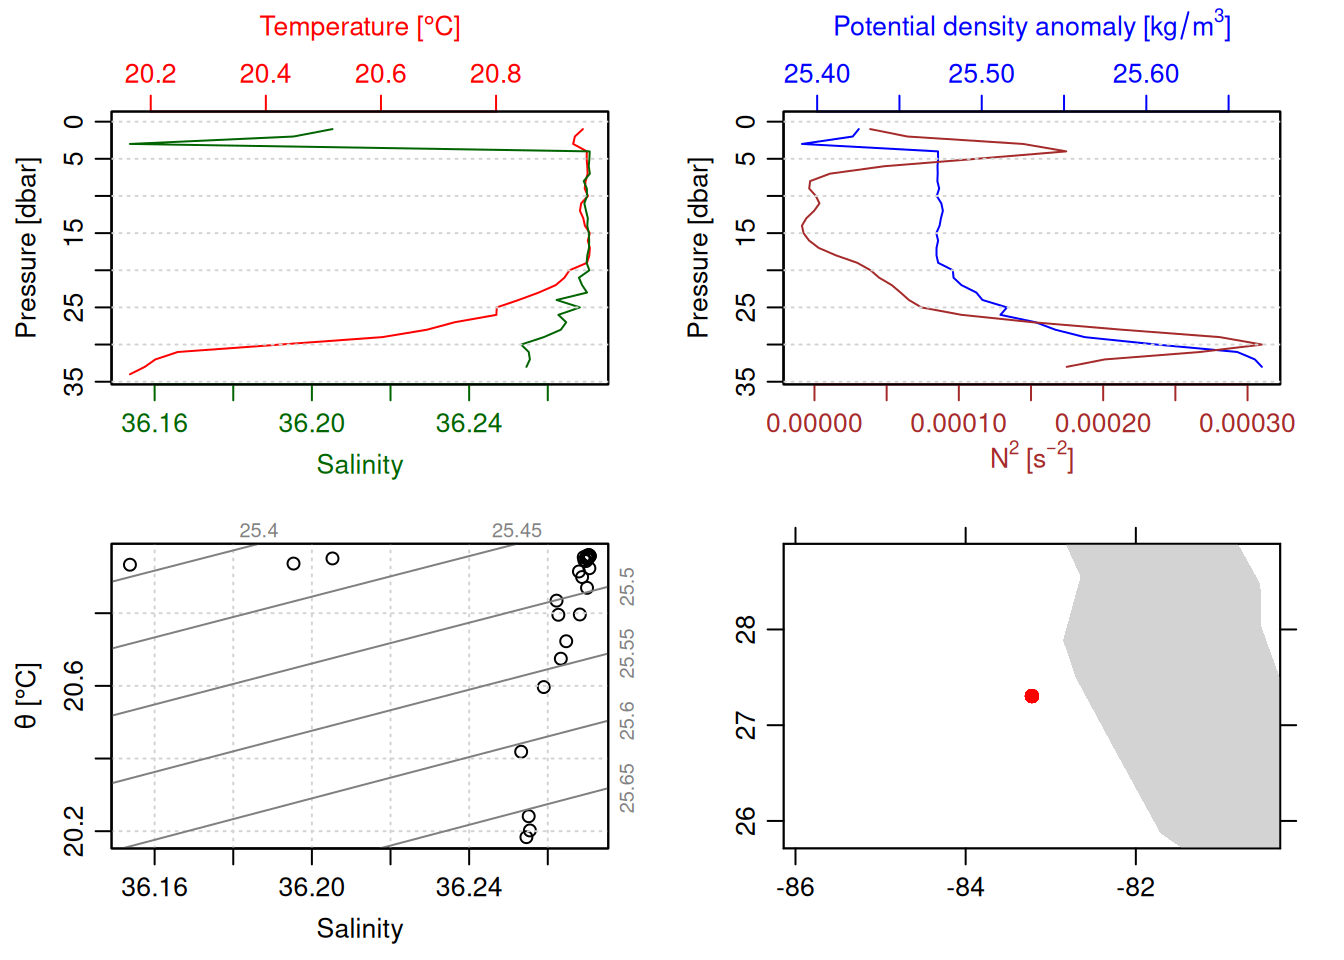 Temperature [°C]
20.2 20.4 20.6 20.8
0
5
15
25
35
Pressure [dbar]
36.16 36.20 36.24
Salinity
Potential density anomaly [kg/m³]
25.40 25.50 25.60
0
5
15
25
35
Pressure [dbar]
0.00000 0.00010 0.00020 0.00030
N² [s⁻²]
25.4 25.45
25.5
25.55
25.6
25.65
20.6
20.2
θ [°C]
36.16 36.20 36.24
Salinity
28
27
26
-86 -84 -82